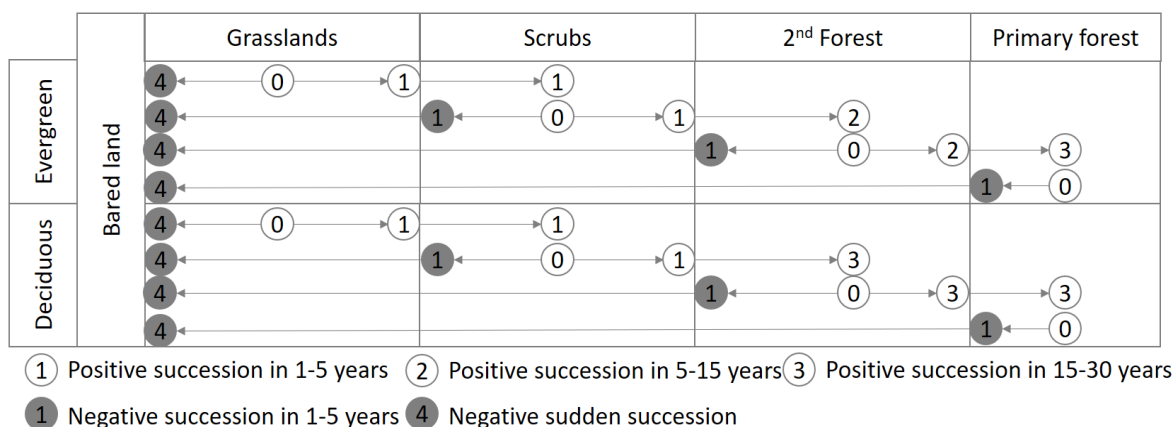 Grasslands Scrubs 2nd Forest Primary forest
Evergreen
Bared land
4 0 1 1
4 1 0 1 2
4 1 0 2 3
4 1 0
Deciduous
4 0 1 1
4 1 0 1 3
4 1 0 3 3
4 1 0
1 Positive succession in 1-5 years 2 Positive succession in 5-15 years 3 Positive succession in 15-30 years
1 Negative succession in 1-5 years 4 Negative sudden succession